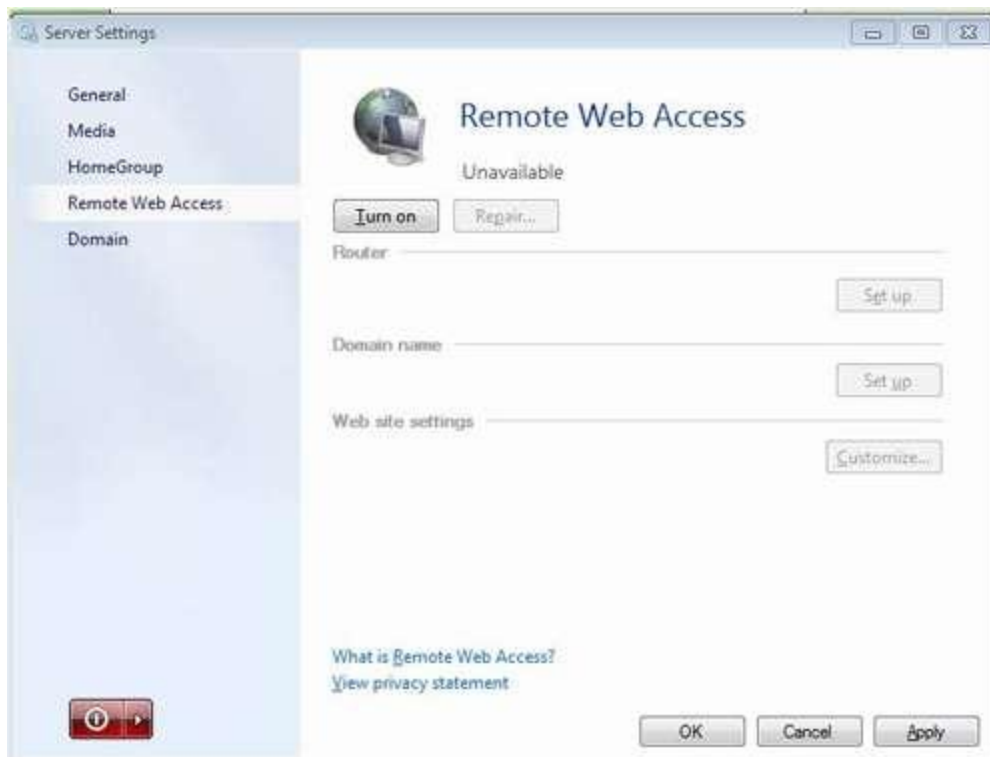 Server Settings
General
Media
HomeGroup
Remote Web Access
Domain
Remote Web Access
Unavailable
Turn on
Repair...
Router
Set up
Domain name
Set up
Web site settings
Customize...
What is Remote Web Access?
View privacy statement
OK
Cancel
Apply